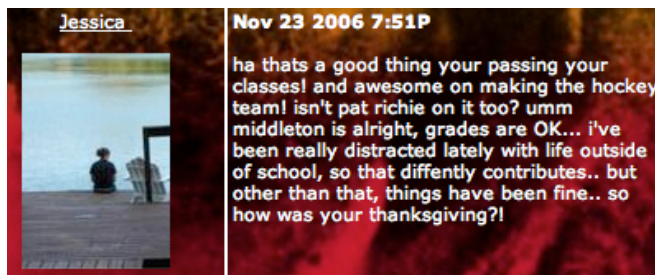 Jessica
Nov 23 2006 7:51P
ha thats a good thing your passing your
classes! and awesome on making the hockey
team! isn't pat richie on it too? umm
middleton is alright, grades are OK... i've
been really distracted lately with life outside
of school, so that diffently contributes.. but
other than that, things have been fine.. so
how was your thanksgiving?!